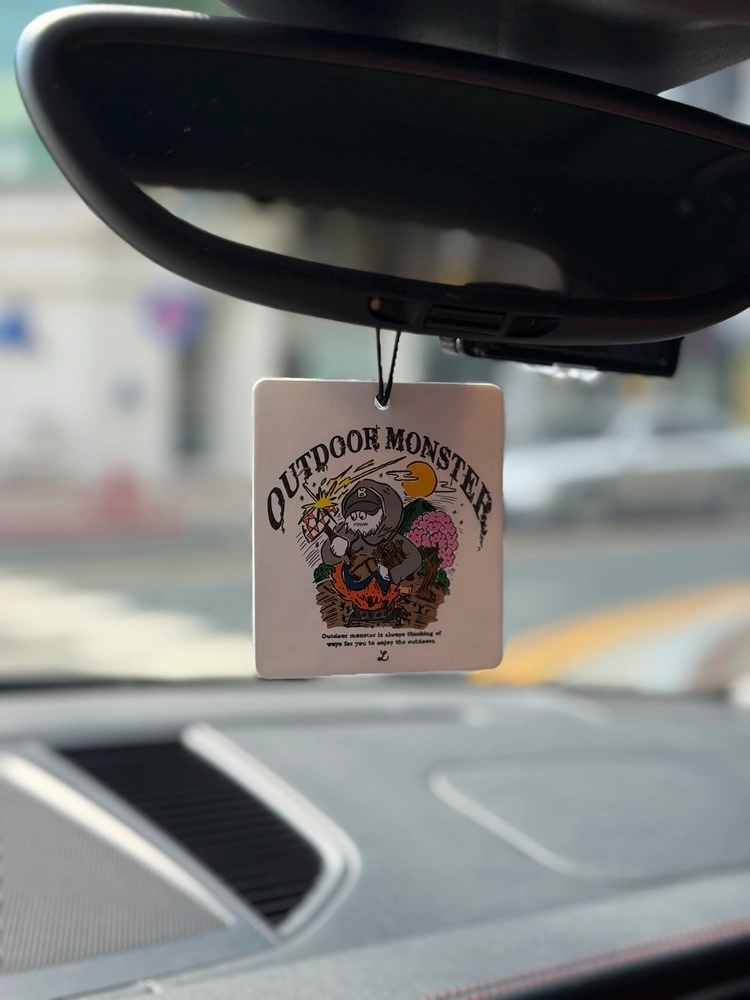 OUTDOOR MONSTER
B
Outdoor monster is always thinking of
ways for you to enjoy the outdoors.
L